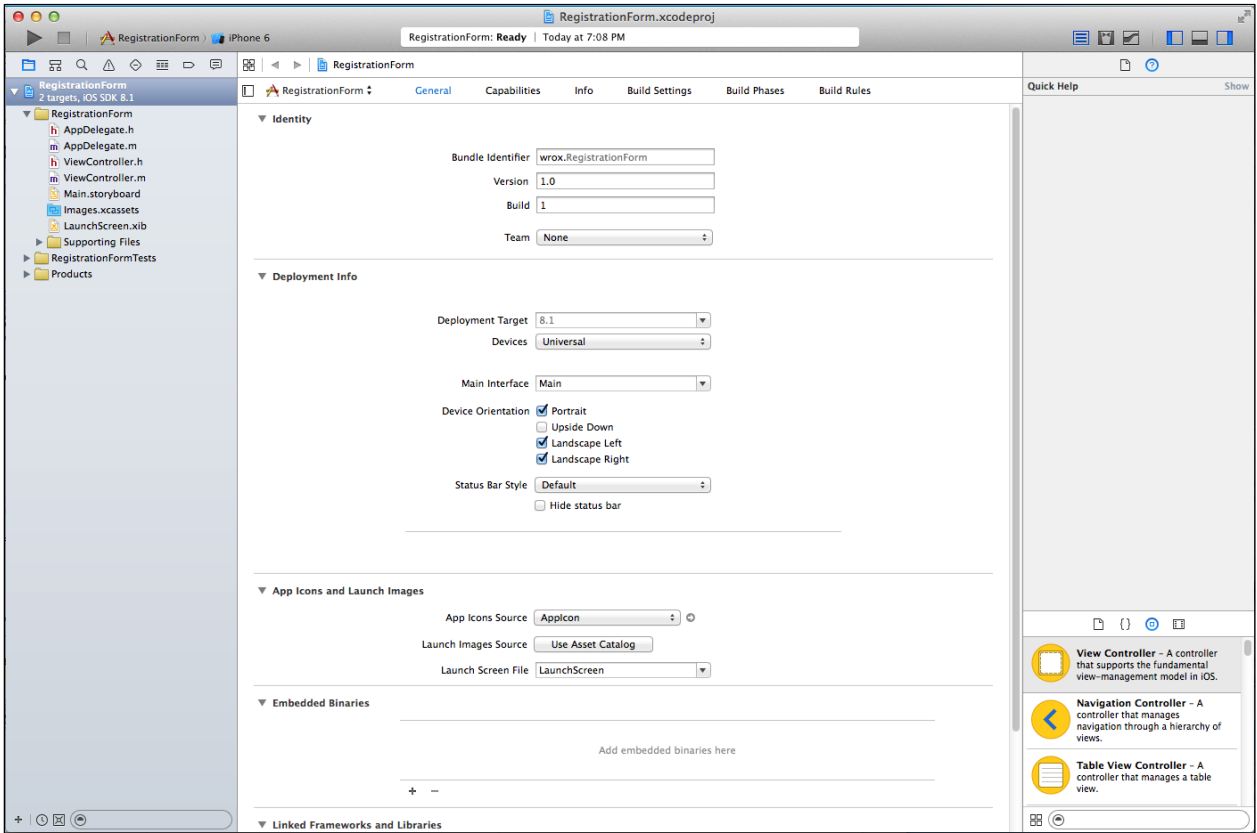 RegistrationForm.xcodeproj
RegistrationForm iPhone 6
RegistrationForm: Ready | Today at 7:08 PM
RegistrationForm
2 targets, iOS SDK 8.1
RegistrationForm
h AppDelegate.h
m AppDelegate.m
h ViewController.h
m ViewController.m
Main.storyboard
Images.xcassets
LaunchScreen.xib
Supporting Files
RegistrationFormTests
Products
RegistrationForm
RegistrationForm General Capabilities Info Build Settings Build Phases Build Rules
Identity
Bundle Identifier wrox.RegistrationForm
Version 1.0
Build 1
Team None
Deployment Info
Deployment Target 8.1
Devices Universal
Main Interface Main
Device Orientation Portrait
Upside Down
Landscape Left
Landscape Right
Status Bar Style Default
Hide status bar
App Icons and Launch Images
App Icons Source AppIcon
Launch Images Source Use Asset Catalog
Launch Screen File LaunchScreen
Embedded Binaries
Add embedded binaries here
+ −
Linked Frameworks and Libraries
Quick Help Show
{}
View Controller - A controller
that supports the fundamental
view-management model in iOS.
Navigation Controller - A
controller that manages
navigation through a hierarchy of
views.
Table View Controller - A
controller that manages a table
view.